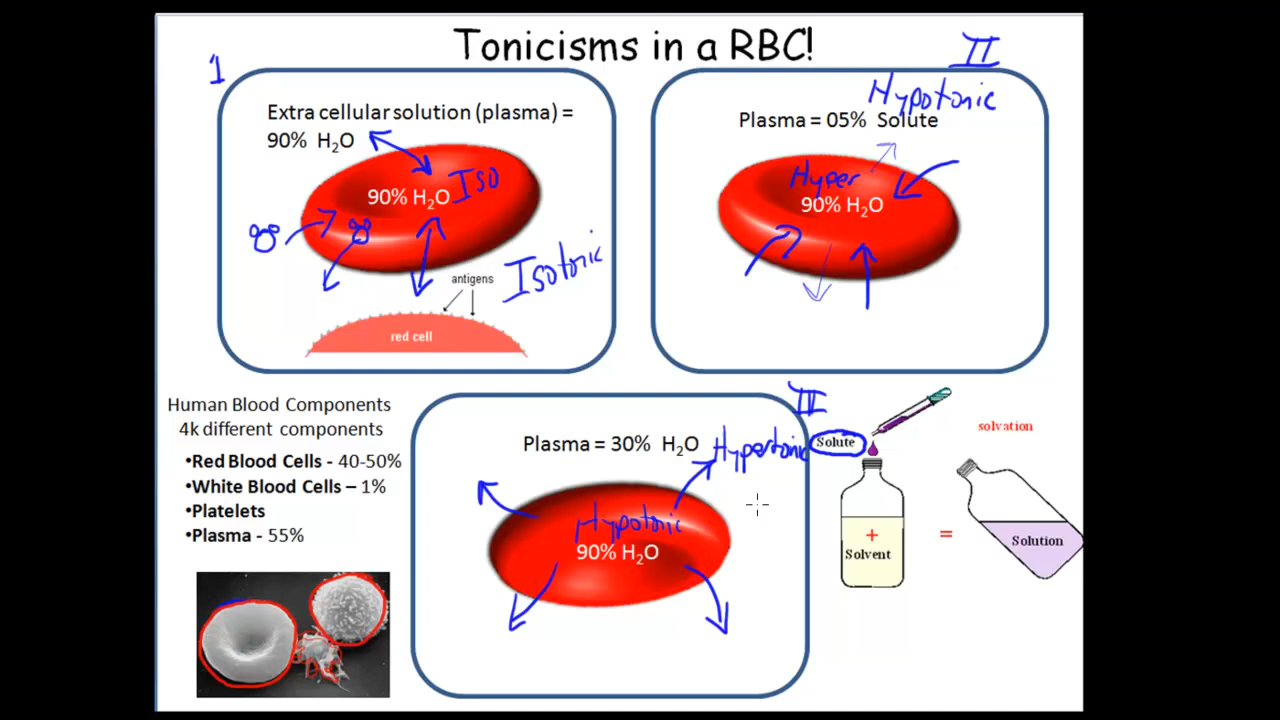 Tonicisms in a RBC!
1
Extra cellular solution (plasma) =
90% H₂O
90% H₂O Iso
Isotonic
antigens
red cell
II
Hypotonic
Plasma = 05% Solute
Hyper
90% H₂O
Human Blood Components
4k different components
•Red Blood Cells - 40-50%
•White Blood Cells – 1%
•Platelets
•Plasma - 55%
III
Plasma = 30% H₂O Hypertonic
Hypotonic
90% H₂O
Solute
solvation
+
Solvent
=
Solution